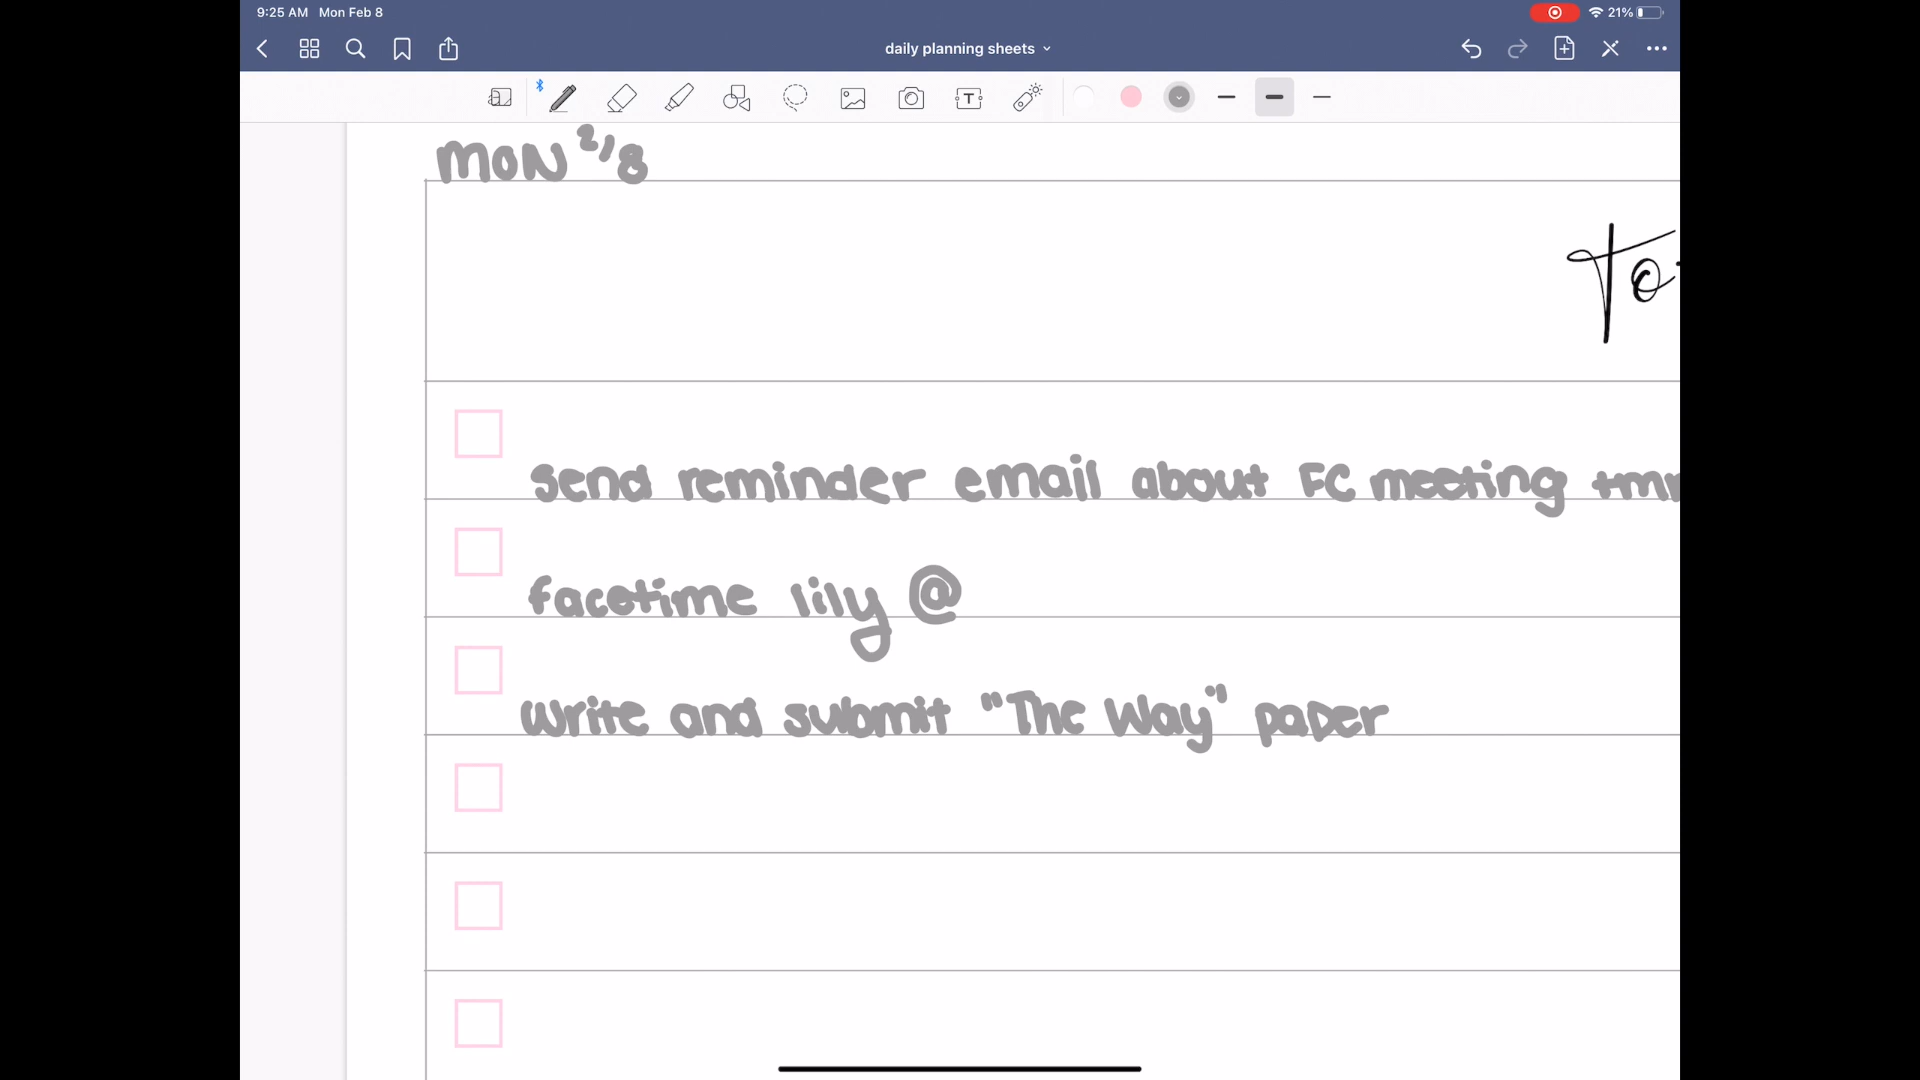 9:25 AM Mon Feb 8 21%
daily planning sheets
T
MON 2/8
To
send reminder email about FC meeting
facetime lily @
write and submit "The Way" paper